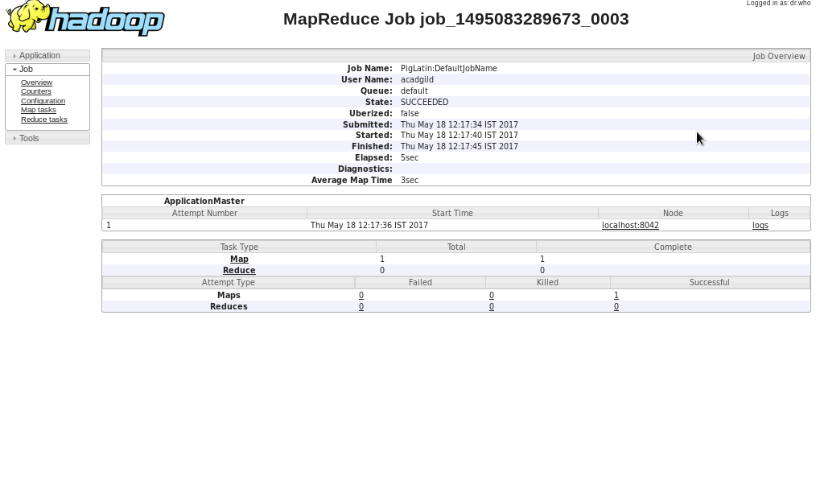 Logged in as: dr.who
hadoop
MapReduce Job job_1495083289673_0003
Application
Job
Overview
Counters
Configuration
Map tasks
Reduce tasks
Tools
Job Overview
Job Name: PigLatin:DefaultJobName
User Name: acadgild
Queue: default
State: SUCCEEDED
Uberized: false
Submitted: Thu May 18 12:17:34 IST 2017
Started: Thu May 18 12:17:40 IST 2017
Finished: Thu May 18 12:17:45 IST 2017
Elapsed: 5sec
Diagnostics:
Average Map Time 3sec
ApplicationMaster
Attempt Number Start Time Node Logs
1 Thu May 18 12:17:36 IST 2017 localhost:8042 logs
Task Type Total Complete
Map 1 1
Reduce 0 0
Attempt Type Failed Killed Successful
Maps 0 0 1
Reduces 0 0 0